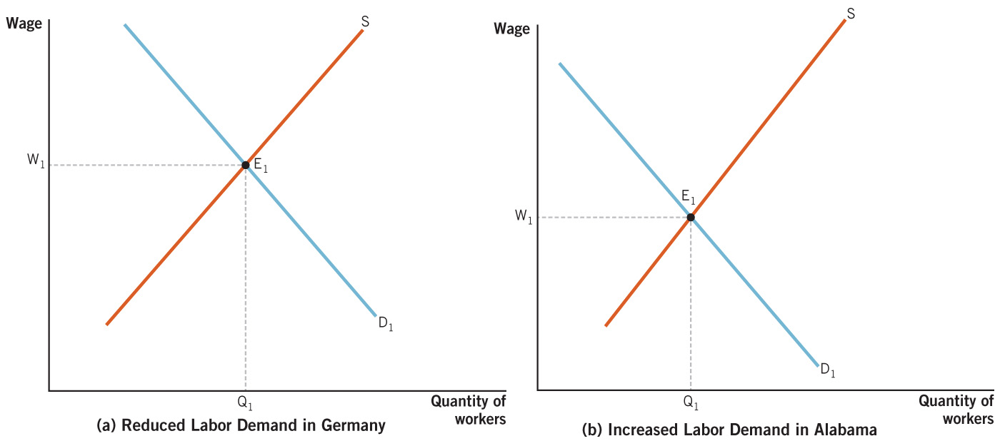 Wage
S
W1
E1
D1
Q1
Quantity of
workers
(a) Reduced Labor Demand in Germany
Wage
S
E1
W1
D1
Q1
Quantity of
workers
(b) Increased Labor Demand in Alabama